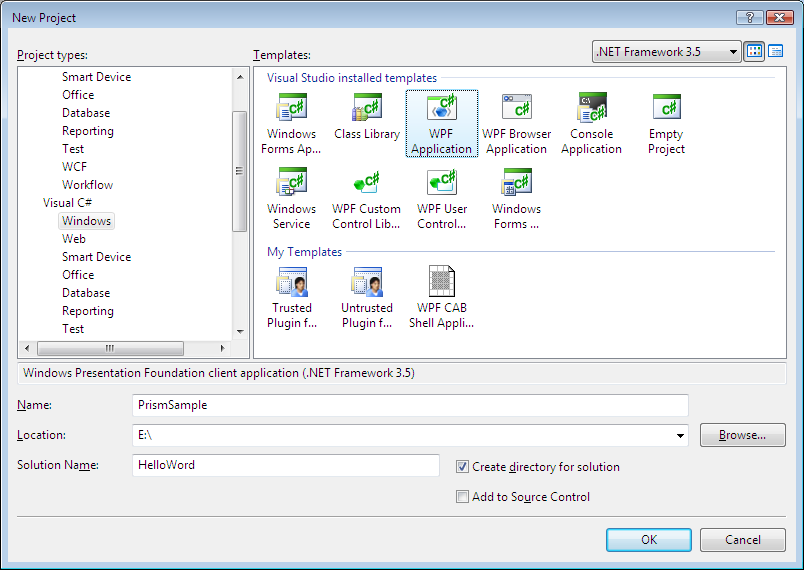 New Project
Project types:
Templates:
.NET Framework 3.5
Smart Device
Office
Database
Reporting
Test
WCF
Workflow
Visual C#
Windows
Web
Smart Device
Office
Database
Reporting
Test
Visual Studio installed templates
Windows Forms Ap...
Class Library
WPF Application
WPF Browser Application
Console Application
Empty Project
Windows Service
WPF Custom Control Lib...
WPF User Control...
Windows Forms ...
My Templates
Trusted Plugin f...
Untrusted Plugin f...
WPF CAB Shell Appli...
Windows Presentation Foundation client application (.NET Framework 3.5)
Name:
PrismSample
Location:
E:\
Browse...
Solution Name:
HelloWord
Create directory for solution
Add to Source Control
OK
Cancel